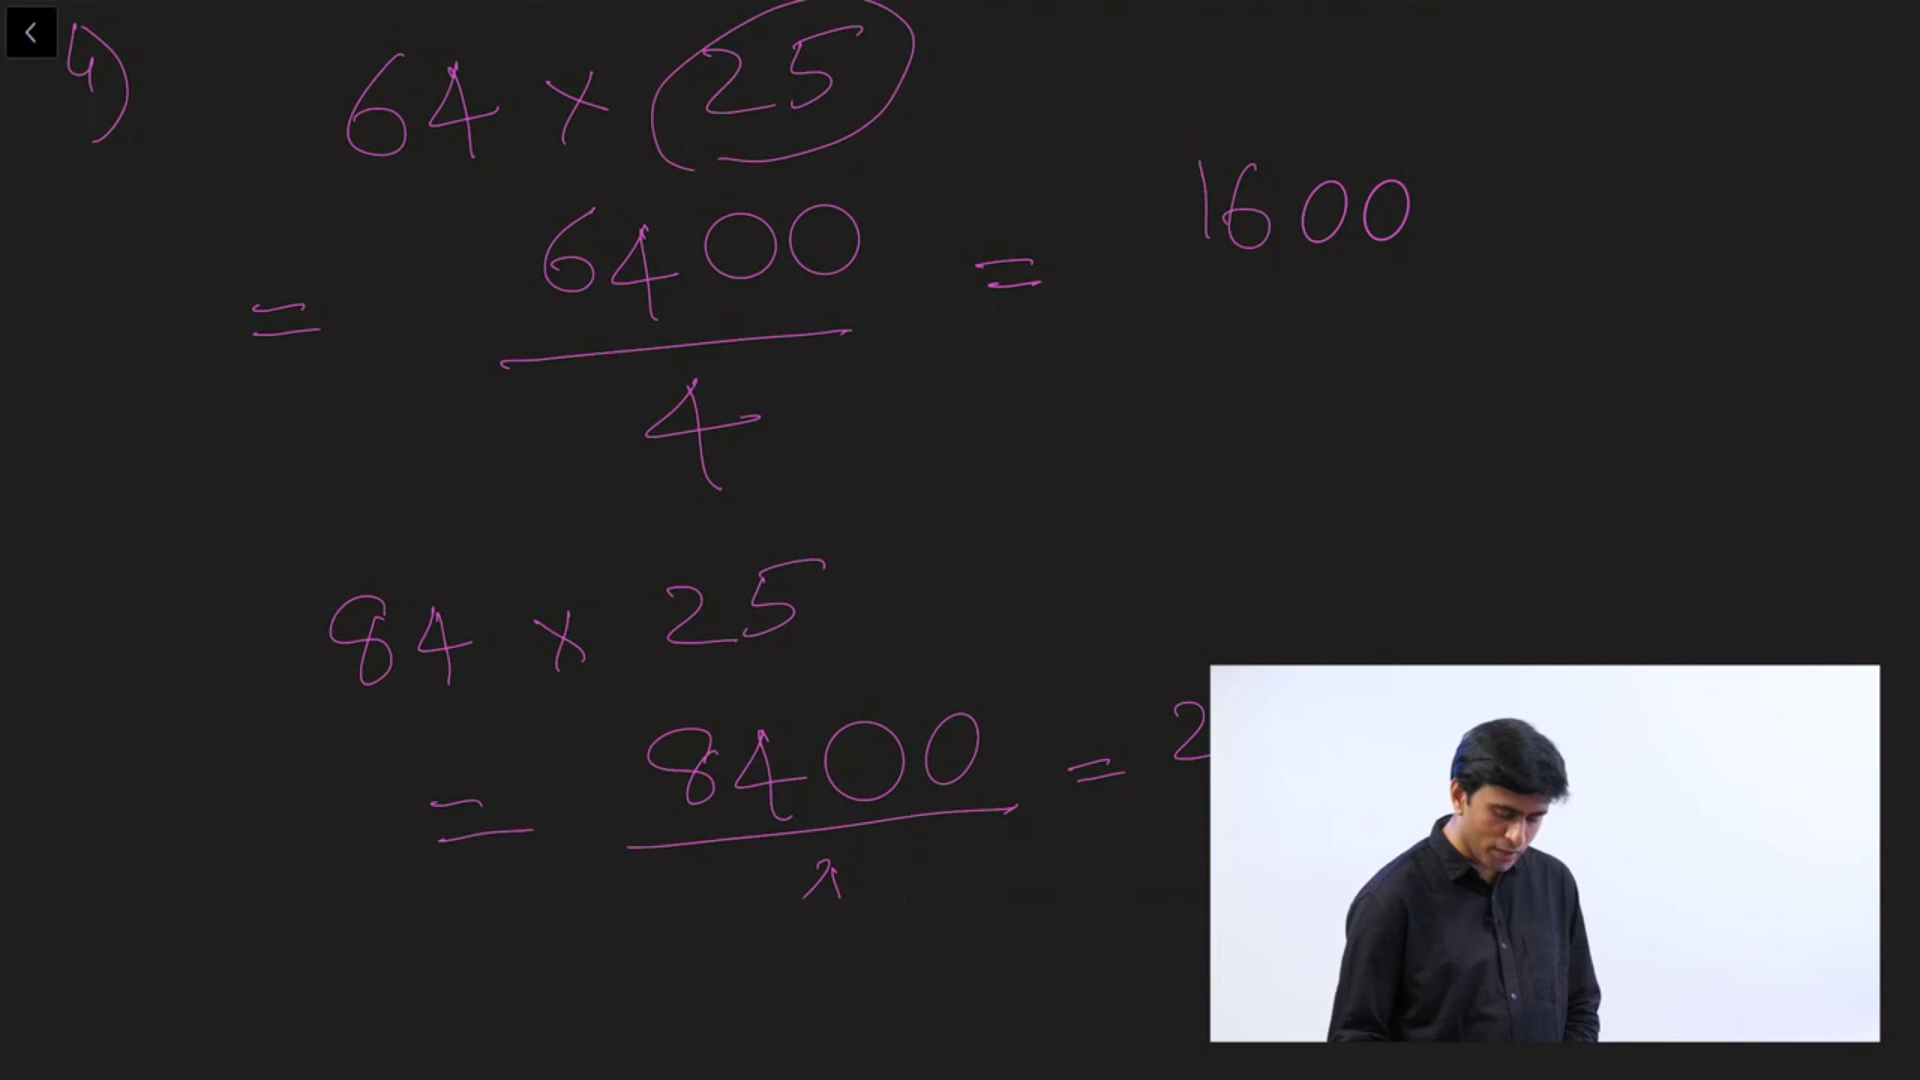 4)
64 × 25
= 6400 = 1600
4
84 × 25
= 8400 = 2